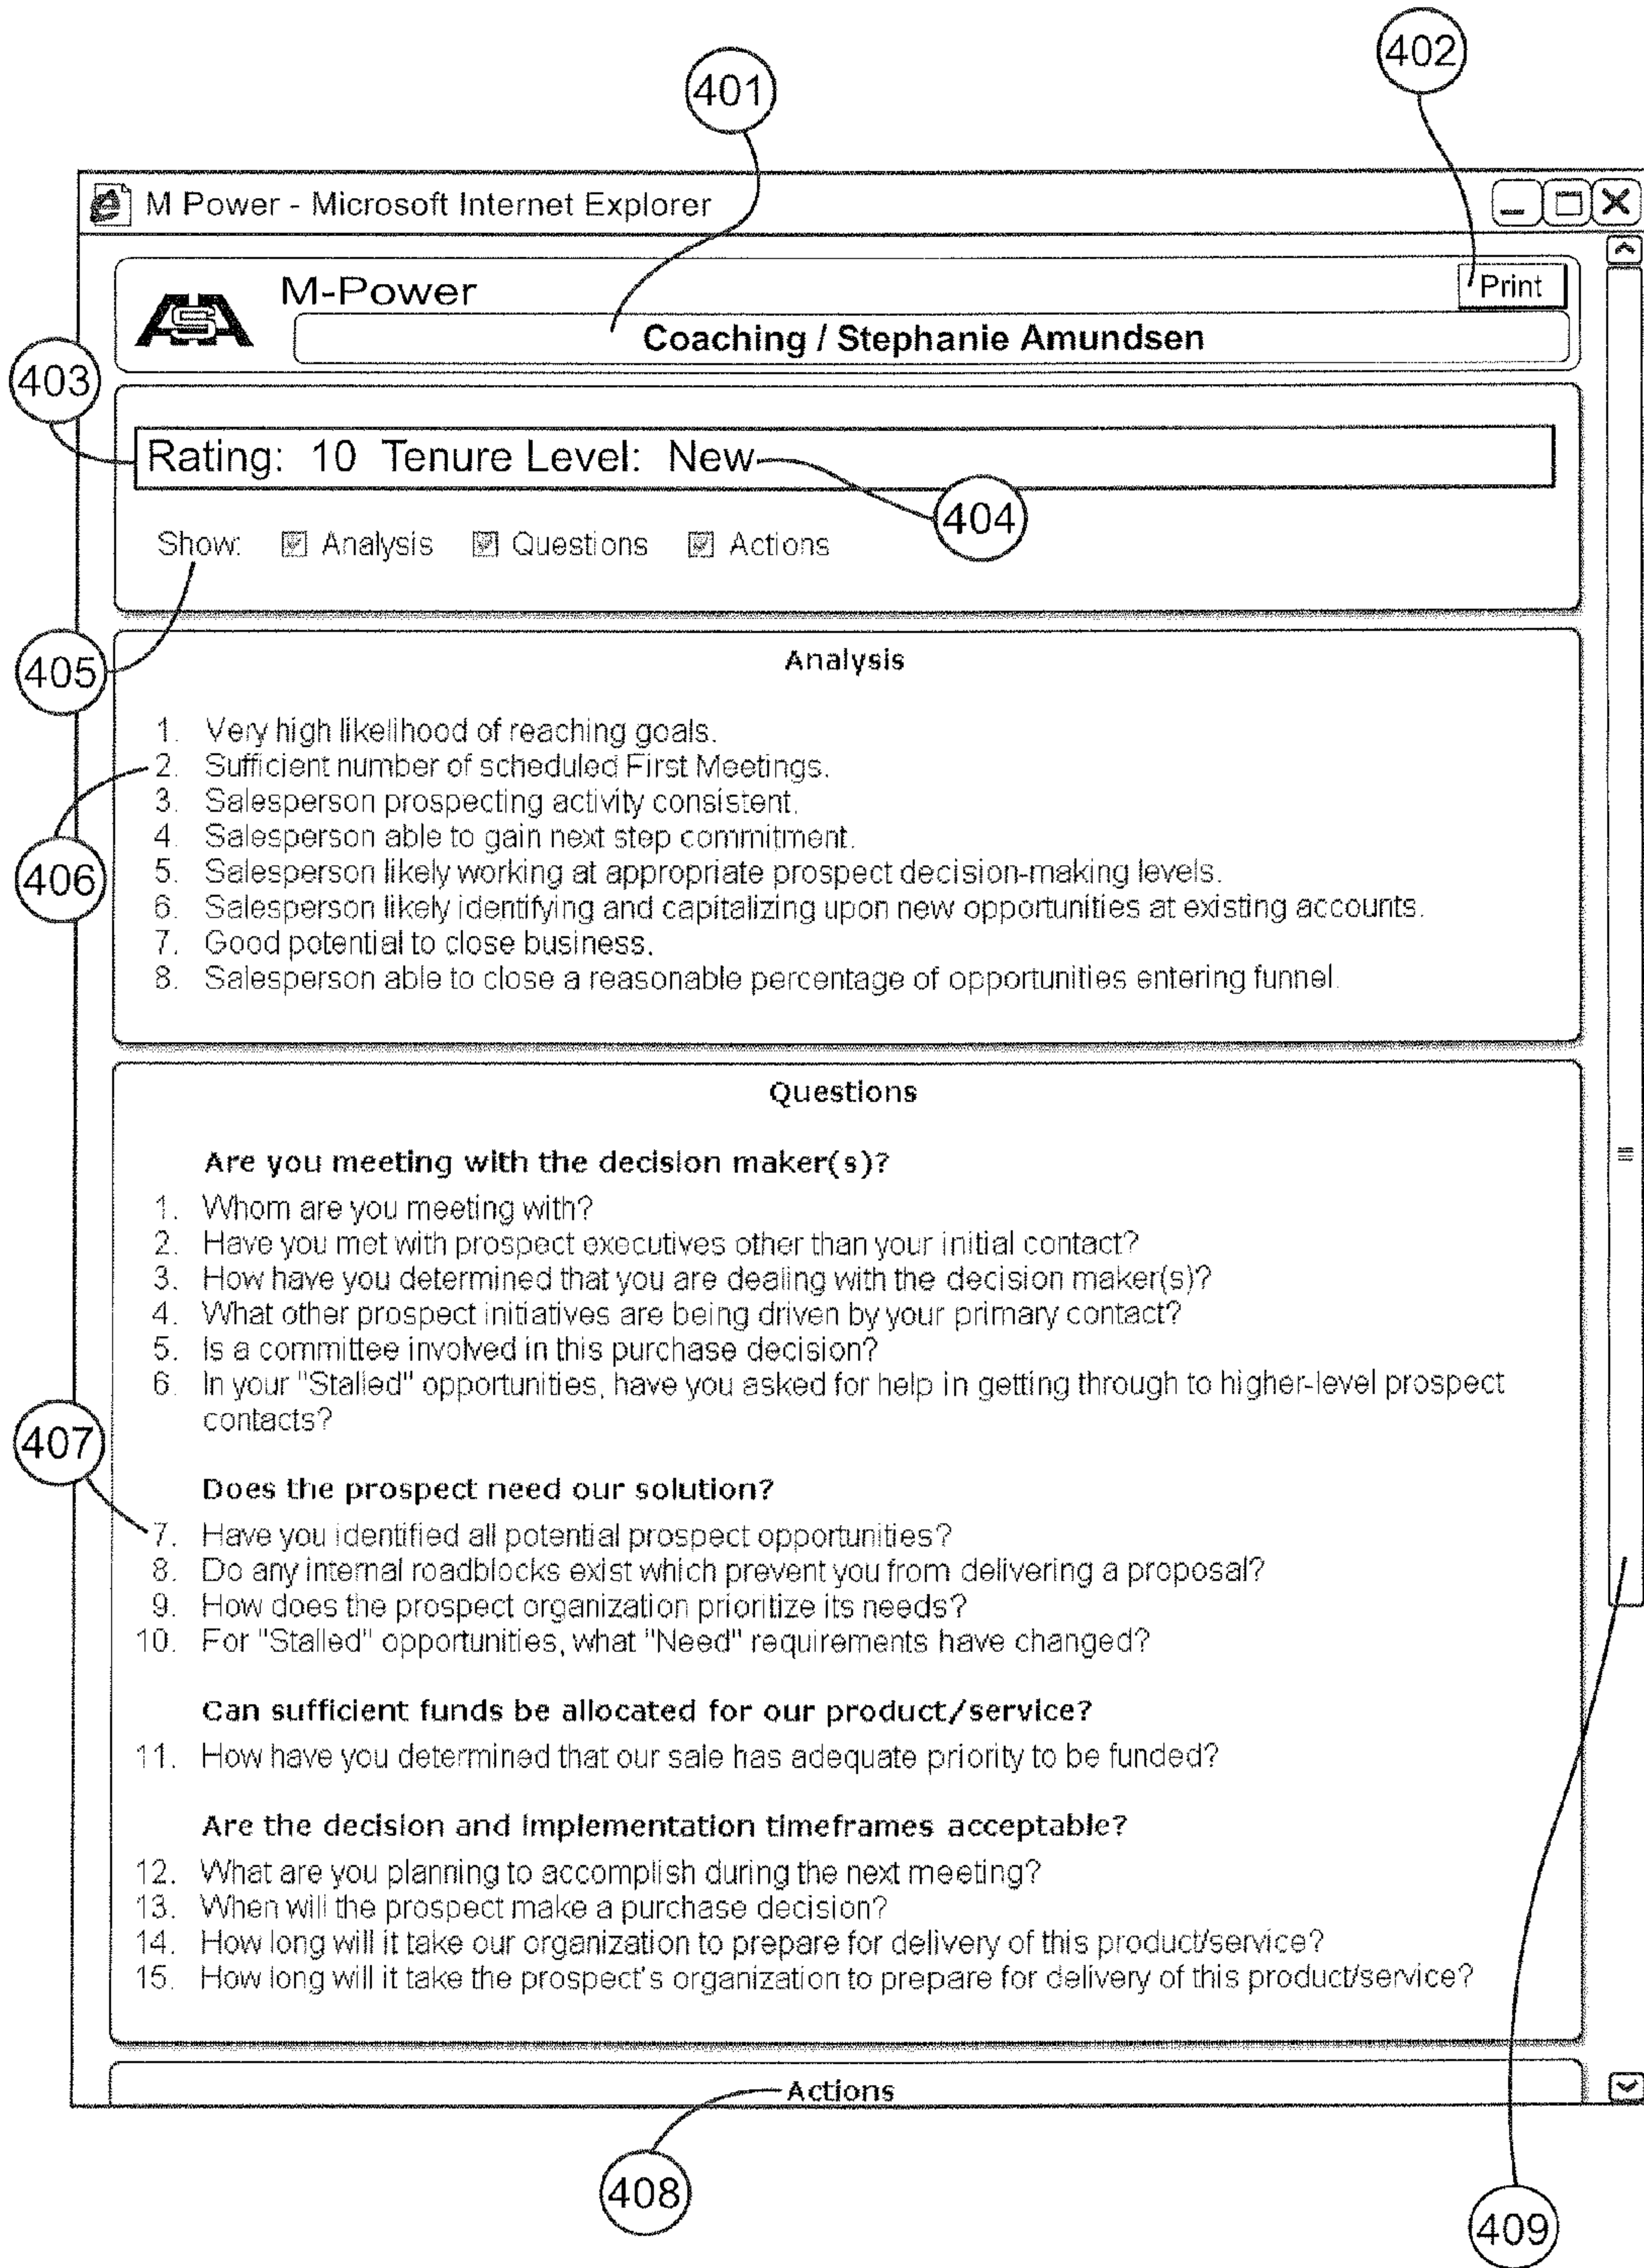 402
401
M Power - Microsoft Internet Explorer
ASA
M-Power
Print
Coaching / Stephanie Amundsen
403
Rating: 10 Tenure Level: New
404
Show: Analysis Questions Actions
405
Analysis
1. Very high likelihood of reaching goals.
2. Sufficient number of scheduled First Meetings.
3. Salesperson prospecting activity consistent.
4. Salesperson able to gain next step commitment.
5. Salesperson likely working at appropriate prospect decision-making levels.
6. Salesperson likely identifying and capitalizing upon new opportunities at existing accounts.
7. Good potential to close business.
8. Salesperson able to close a reasonable percentage of opportunities entering funnel.
406
Questions
Are you meeting with the decision maker(s)?
1. Whom are you meeting with?
2. Have you met with prospect executives other than your initial contact?
3. How have you determined that you are dealing with the decision maker(s)?
4. What other prospect initiatives are being driven by your primary contact?
5. Is a committee involved in this purchase decision?
6. In your "Stalled" opportunities, have you asked for help in getting through to higher-level prospect
contacts?
407
Does the prospect need our solution?
7. Have you identified all potential prospect opportunities?
8. Do any internal roadblocks exist which prevent you from delivering a proposal?
9. How does the prospect organization prioritize its needs?
10. For "Stalled" opportunities, what "Need" requirements have changed?
Can sufficient funds be allocated for our product/service?
11. How have you determined that our sale has adequate priority to be funded?
Are the decision and implementation timeframes acceptable?
12. What are you planning to accomplish during the next meeting?
13. When will the prospect make a purchase decision?
14. How long will it take our organization to prepare for delivery of this product/service?
15. How long will it take the prospect's organization to prepare for delivery of this product/service?
Actions
408
409